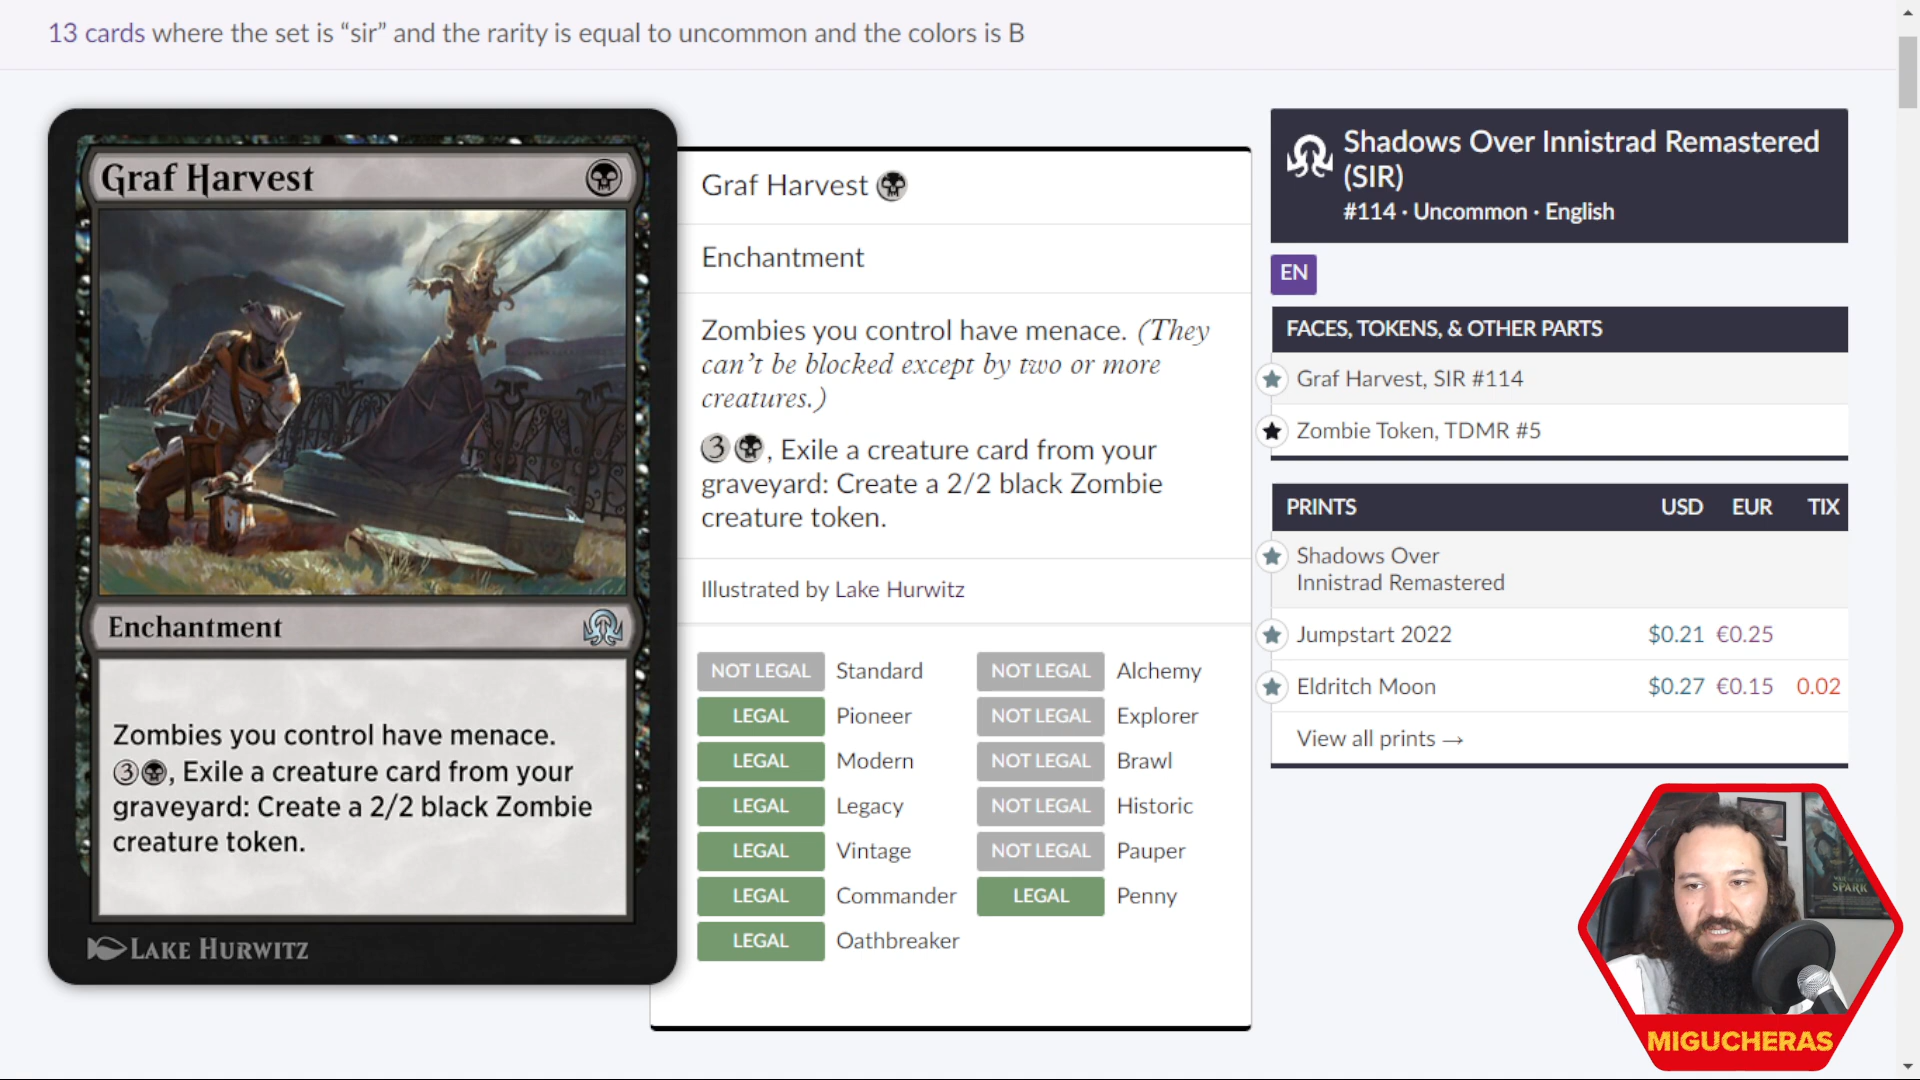 13 cards where the set is “sir” and the rarity is equal to uncommon and the colors is B
Graf Harvest
Enchantment
Zombies you control have menace.
3, Exile a creature card from your
graveyard: Create a 2/2 black Zombie
creature token.
LAKE HURWITZ
Graf Harvest
Enchantment
Zombies you control have menace. (They
can’t be blocked except by two or more
creatures.)
3, Exile a creature card from your
graveyard: Create a 2/2 black Zombie
creature token.
Illustrated by Lake Hurwitz
NOT LEGAL Standard NOT LEGAL Alchemy
LEGAL Pioneer NOT LEGAL Explorer
LEGAL Modern NOT LEGAL Brawl
LEGAL Legacy NOT LEGAL Historic
LEGAL Vintage NOT LEGAL Pauper
LEGAL Commander LEGAL Penny
LEGAL Oathbreaker
Shadows Over Innistrad Remastered
(SIR)
#114 · Uncommon · English
EN
FACES, TOKENS, & OTHER PARTS
Graf Harvest, SIR #114
Zombie Token, TDMR #5
PRINTS USD EUR TIX
Shadows Over
Innistrad Remastered
Jumpstart 2022 $0.21 €0.25
Eldritch Moon $0.27 €0.15 0.02
View all prints →
SPARK
MIGUCHERAS